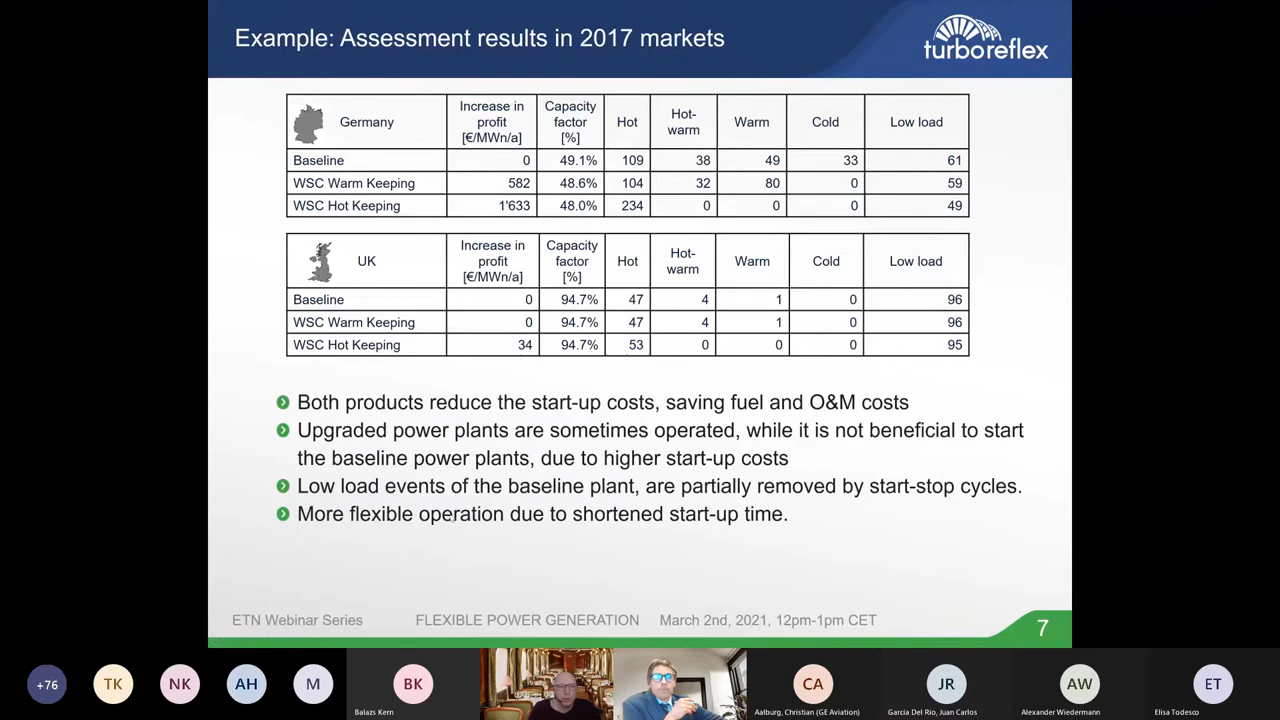 Example: Assessment results in 2017 markets
turboreflex
Germany Increase in profit [€/MWn/a] Capacity factor [%] Hot Hot-warm Warm Cold Low load
Baseline 0 49.1% 109 38 49 33 61
WSC Warm Keeping 582 48.6% 104 32 80 0 59
WSC Hot Keeping 1'633 48.0% 234 0 0 0 49
UK Increase in profit [€/MWn/a] Capacity factor [%] Hot Hot-warm Warm Cold Low load
Baseline 0 94.7% 47 4 1 0 96
WSC Warm Keeping 0 94.7% 47 4 1 0 96
WSC Hot Keeping 34 94.7% 53 0 0 0 95
Both products reduce the start-up costs, saving fuel and O&M costs
Upgraded power plants are sometimes operated, while it is not beneficial to start
the baseline power plants, due to higher start-up costs
Low load events of the baseline plant, are partially removed by start-stop cycles.
More flexible operation due to shortened start-up time.
ETN Webinar Series FLEXIBLE POWER GENERATION March 2nd, 2021, 12pm-1pm CET 7
+76 TK NK AH M BK CA JR AW ET
Balazs Kern Aalburg, Christian (GE Aviation) Garcia Del Rio, Juan Carlos Alexander Wiedermann Elisa Todesco